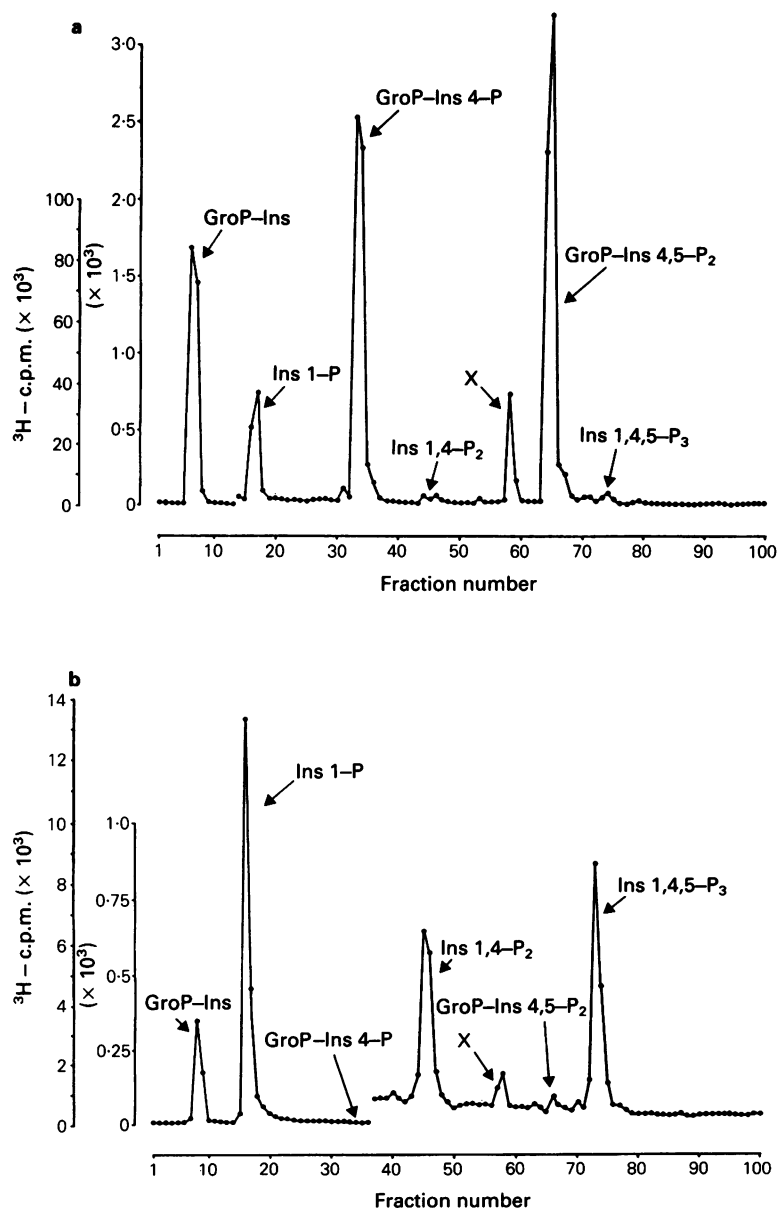 a
³H – c.p.m. (× 10³)
100
80
60
40
20
0
(× 10³)
3·0
2·5
2·0
1·5
1·0
0·5
0
GroP–Ins
Ins 1–P
GroP–Ins 4–P
Ins 1,4–P₂
X
GroP–Ins 4,5–P₂
Ins 1,4,5–P₃
1 10 20 30 40 50 60 70 80 90 100
Fraction number
b
³H – c.p.m. (× 10³)
14
12
10
8
6
4
2
0
(× 10³)
1·0
0·75
0·5
0·25
0
GroP–Ins
Ins 1–P
GroP–Ins 4–P
Ins 1,4–P₂
X
GroP–Ins 4,5–P₂
Ins 1,4,5–P₃
1 10 20 30 40 50 60 70 80 90 100
Fraction number